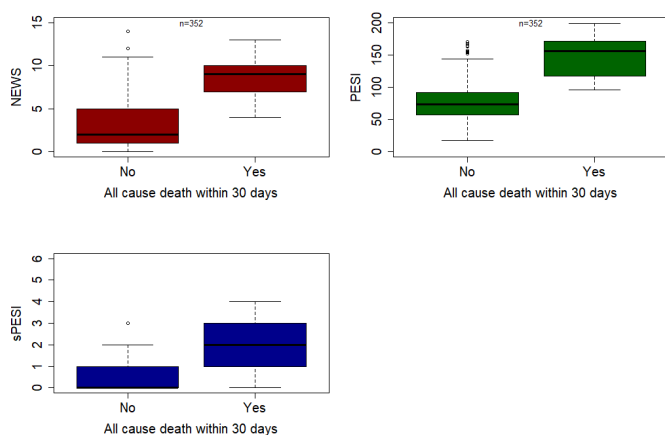 n=352
NEWS
0
5
10
15
No
Yes
All cause death within 30 days
n=352
PESI
0
50
100
150
200
No
Yes
All cause death within 30 days
sPESI
0
1
2
3
4
5
6
No
Yes
All cause death within 30 days